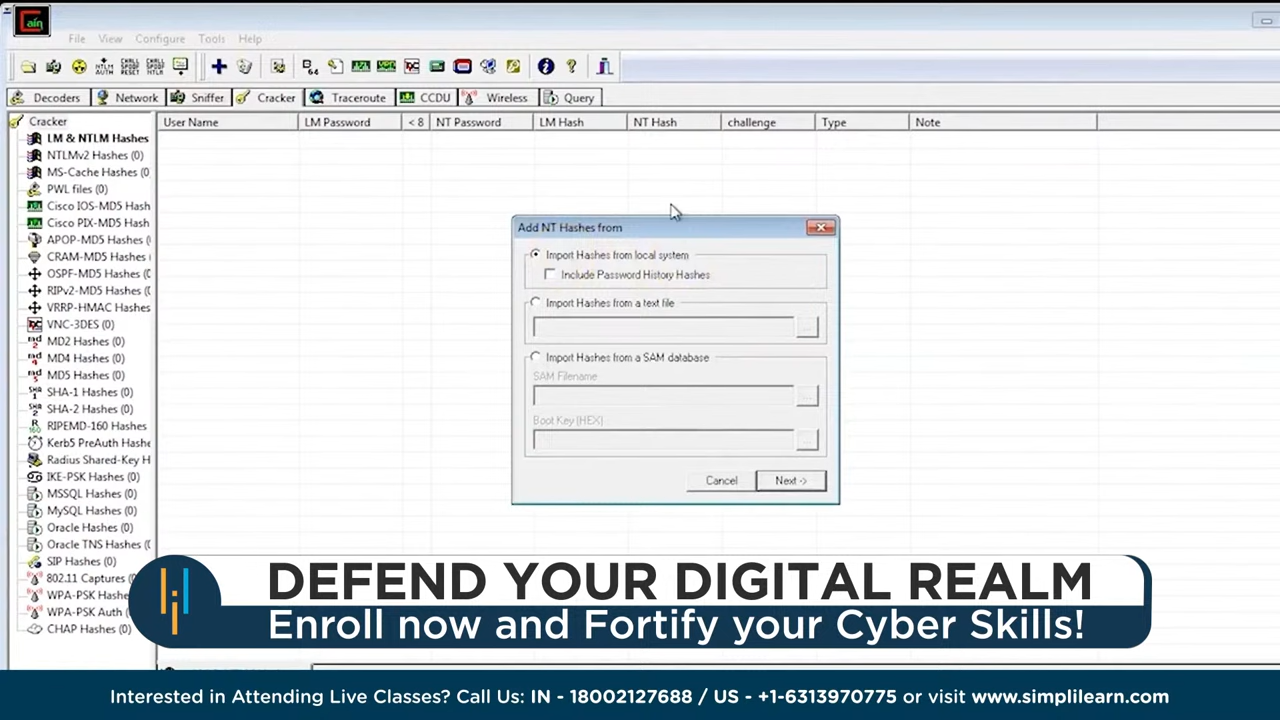 Cain
File View Configure Tools Help
Decoders Network Sniffer Cracker Traceroute CCDU Wireless Query
Cracker
User Name LM Password < 8 NT Password LM Hash NT Hash challenge Type Note
LM & NTLM Hashes
NTLMv2 Hashes (0)
MS-Cache Hashes (0
PWL files (0)
Cisco IOS-MD5 Hash
Cisco PIX-MD5 Hash
APOP-MD5 Hashes (
CRAM-MD5 Hashes (
OSPF-MD5 Hashes (0
RIPv2-MD5 Hashes (
VRRP-HMAC Hashes
VNC-3DES (0)
MD2 Hashes (0)
MD4 Hashes (0)
MD5 Hashes (0)
SHA-1 Hashes (0)
SHA-2 Hashes (0)
RIPEMD-160 Hashes
Kerb5 PreAuth Hashe
Radius Shared-Key H
IKE-PSK Hashes (0)
MSSQL Hashes (0)
MySQL Hashes (0)
Oracle Hashes (0)
Oracle TNS Hashes (
SIP Hashes (0)
802.11 Captures (0
WPA-PSK Hashe
WPA-PSK Auth (
CHAP Hashes (0)
Add NT Hashes from
Import Hashes from local system
Include Password History Hashes
Import Hashes from a text file
Import Hashes from a SAM database
SAM Filename
Boot Key (HEX)
Cancel Next ->
DEFEND YOUR DIGITAL REALM
Enroll now and Fortify your Cyber Skills!
Interested in Attending Live Classes? Call Us: IN - 18002127688 / US - +1-6313970775 or visit www.simplilearn.com